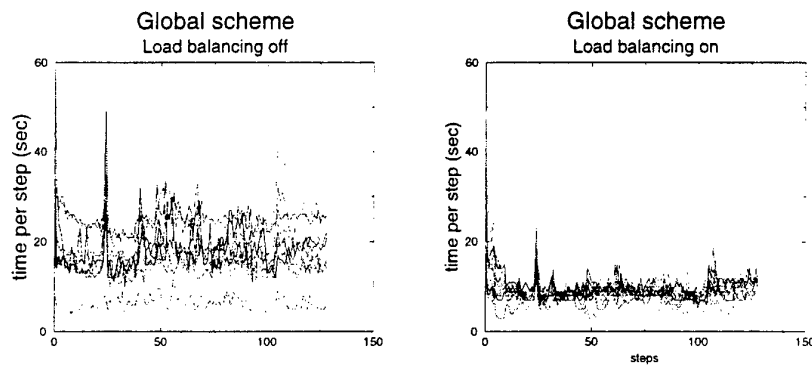 Global scheme
Load balancing off
time per step (sec)
60
40
20
0
0
50
100
150
Global scheme
Load balancing on
time per step (sec)
60
40
20
0
0
50
100
150
steps